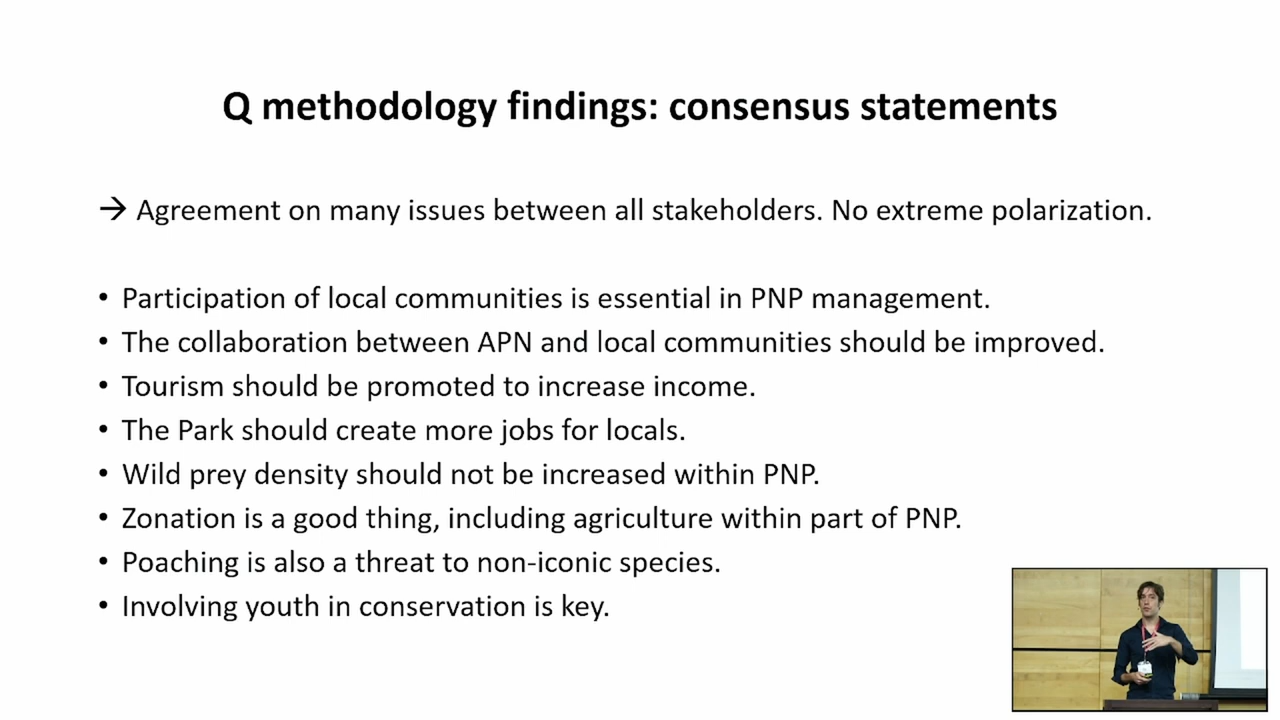 Q methodology findings: consensus statements
→ Agreement on many issues between all stakeholders. No extreme polarization.
• Participation of local communities is essential in PNP management.
• The collaboration between APN and local communities should be improved.
• Tourism should be promoted to increase income.
• The Park should create more jobs for locals.
• Wild prey density should not be increased within PNP.
• Zonation is a good thing, including agriculture within part of PNP.
• Poaching is also a threat to non-iconic species.
• Involving youth in conservation is key.